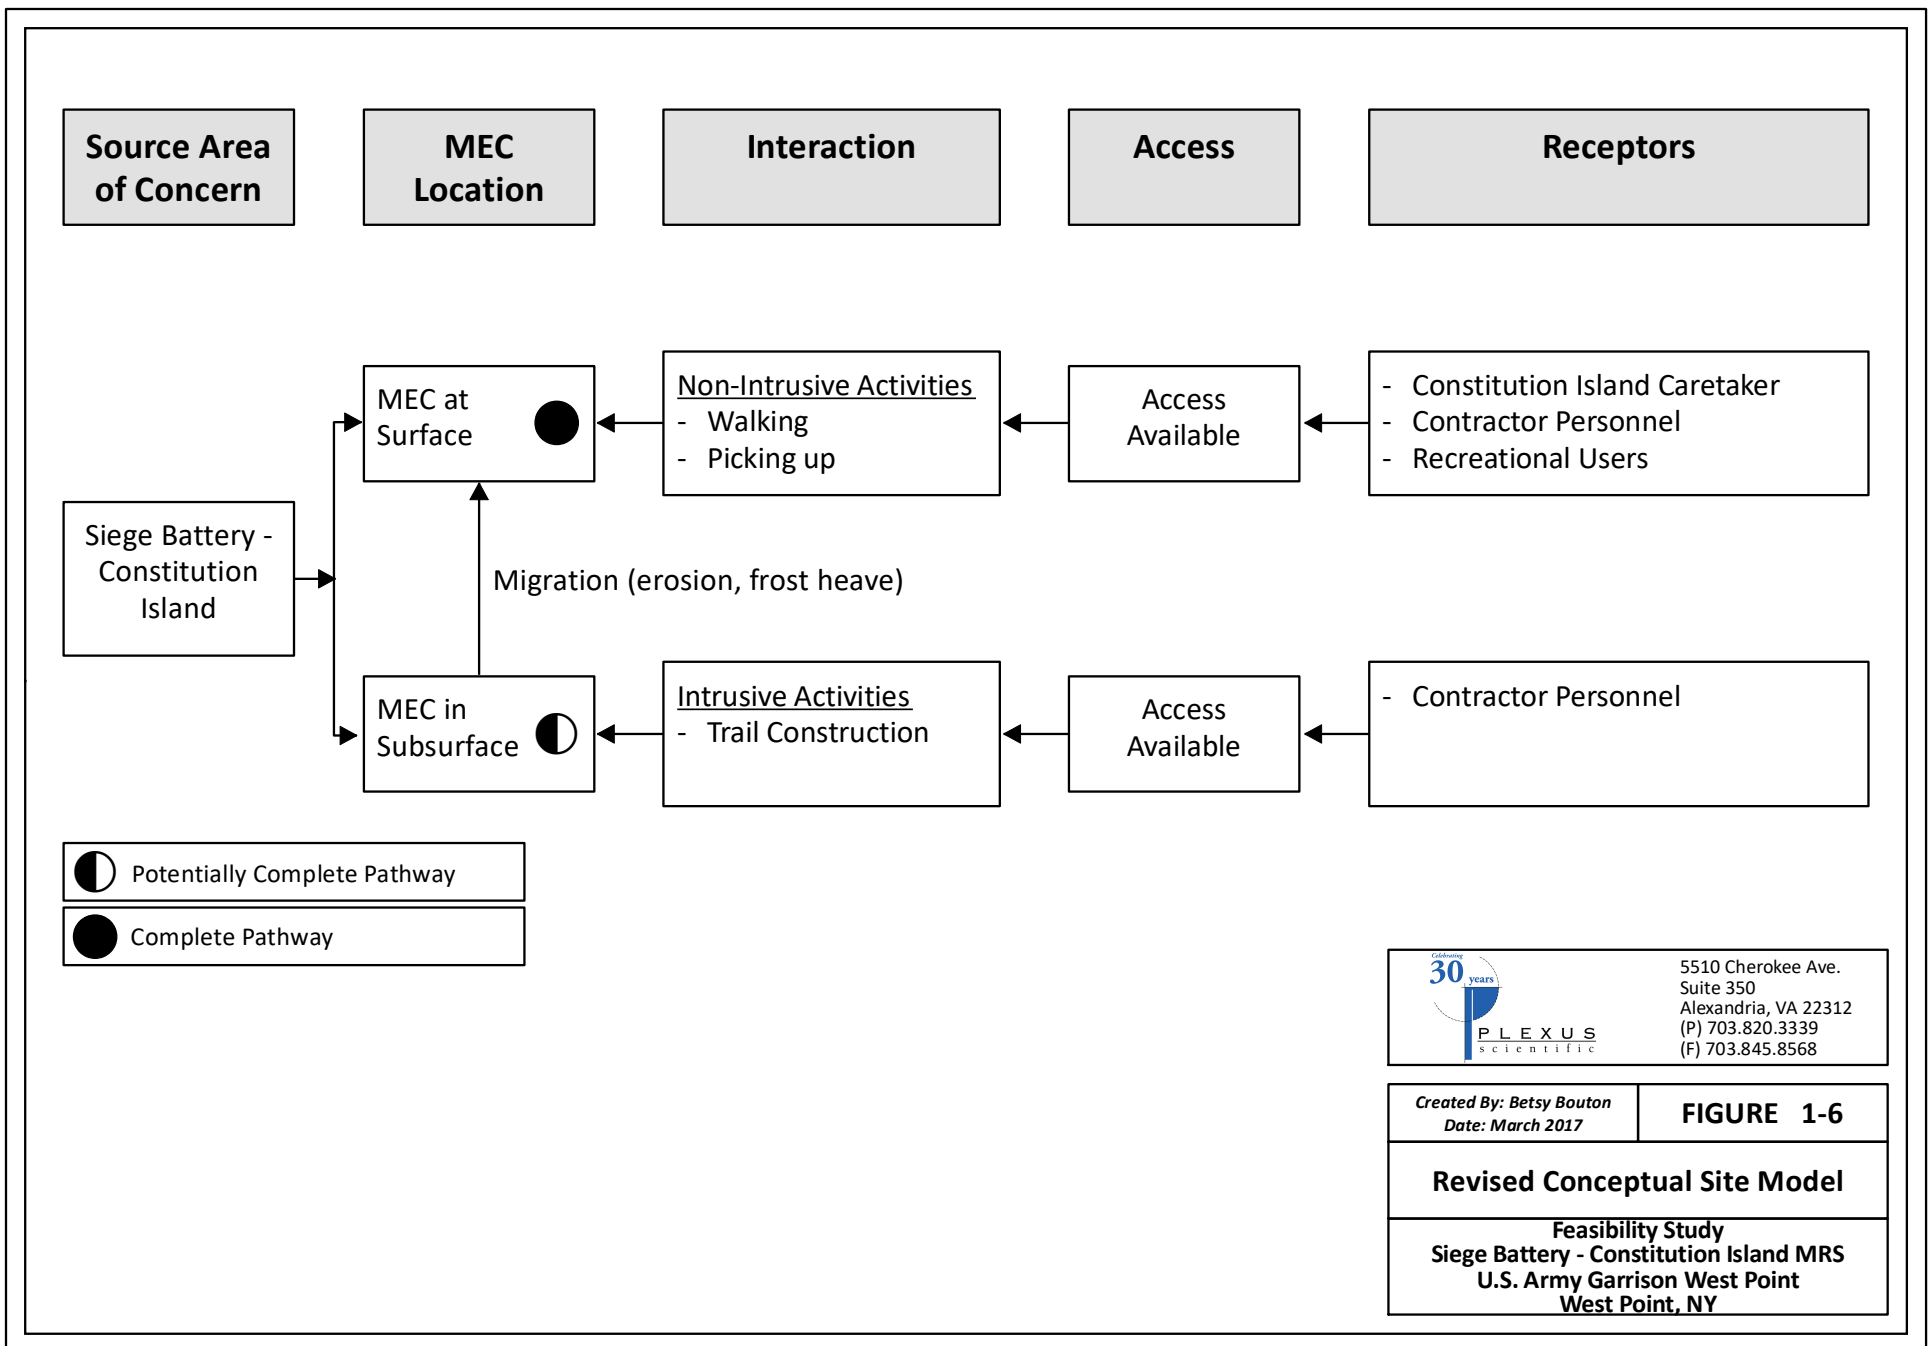 Source Area
of Concern
MEC
Location
Interaction
Access
Receptors
MEC at
Surface
Non-Intrusive Activities
- Walking
- Picking up
Access
Available
- Constitution Island Caretaker
- Contractor Personnel
- Recreational Users
Siege Battery -
Constitution
Island
Migration (erosion, frost heave)
MEC in
Subsurface
Intrusive Activities
- Trail Construction
Access
Available
- Contractor Personnel
Potentially Complete Pathway
Complete Pathway
Celebrating
30 years
PLEXUS
scientific
5510 Cherokee Ave.
Suite 350
Alexandria, VA 22312
(P) 703.820.3339
(F) 703.845.8568
Created By: Betsy Bouton
Date: March 2017
FIGURE 1-6
Revised Conceptual Site Model
Feasibility Study
Siege Battery - Constitution Island MRS
U.S. Army Garrison West Point
West Point, NY